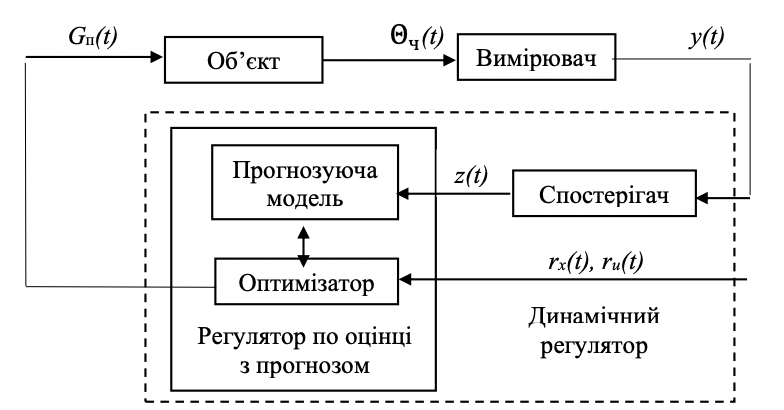 Gп(t)
Об’єкт
Θч(t)
Вимірювач
y(t)
Прогнозуюча
модель
z(t)
Спостерігач
Оптимізатор
rx(t), ru(t)
Регулятор по оцінці
з прогнозом
Динамічний
регулятор